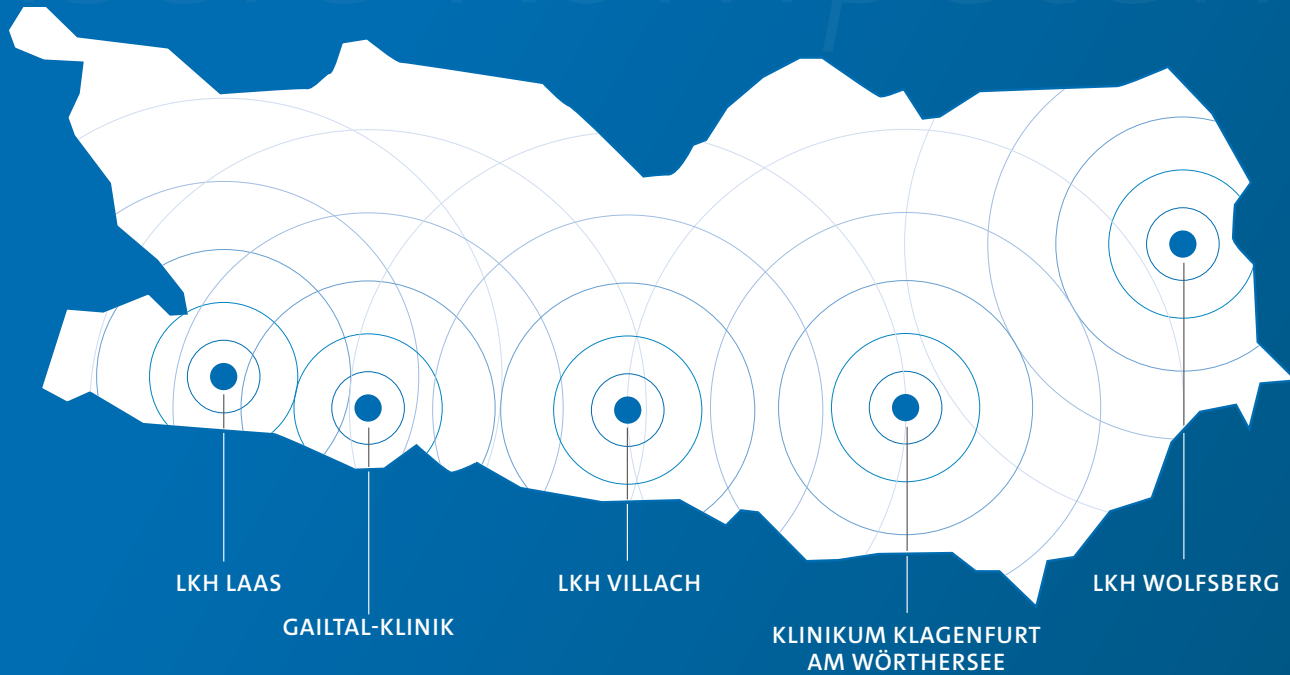 LKH LAAS
GAILTAL-KLINIK
LKH VILLACH
KLINIKUM KLAGENFURT
AM WÖRTHERSEE
LKH WOLFSBERG